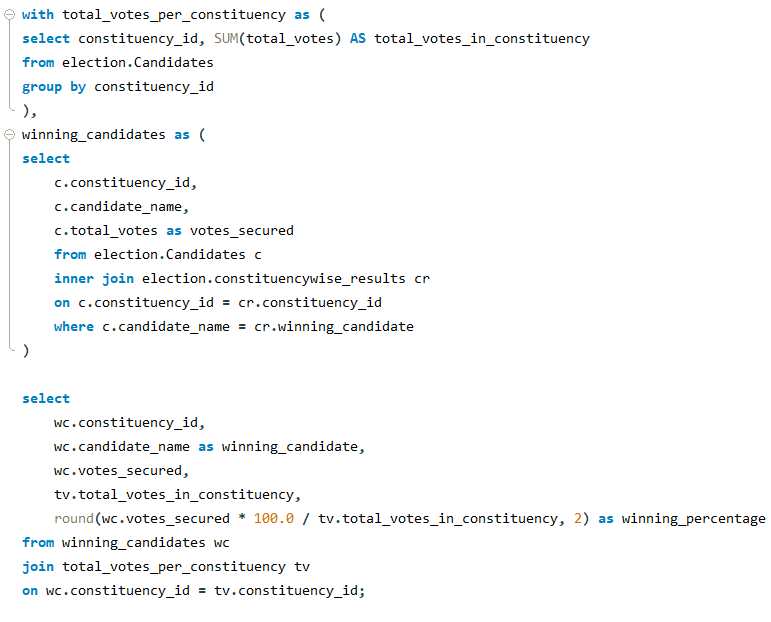 with total_votes_per_constituency as (
select constituency_id, SUM(total_votes) AS total_votes_in_constituency
from election.Candidates
group by constituency_id
),
winning_candidates as (
select
    c.constituency_id,
    c.candidate_name,
    c.total_votes as votes_secured
    from election.Candidates c
    inner join election.constituencywise_results cr
    on c.constituency_id = cr.constituency_id
    where c.candidate_name = cr.winning_candidate
)

select
    wc.constituency_id,
    wc.candidate_name as winning_candidate,
    wc.votes_secured,
    tv.total_votes_in_constituency,
    round(wc.votes_secured * 100.0 / tv.total_votes_in_constituency, 2) as winning_percentage
from winning_candidates wc
join total_votes_per_constituency tv
on wc.constituency_id = tv.constituency_id;